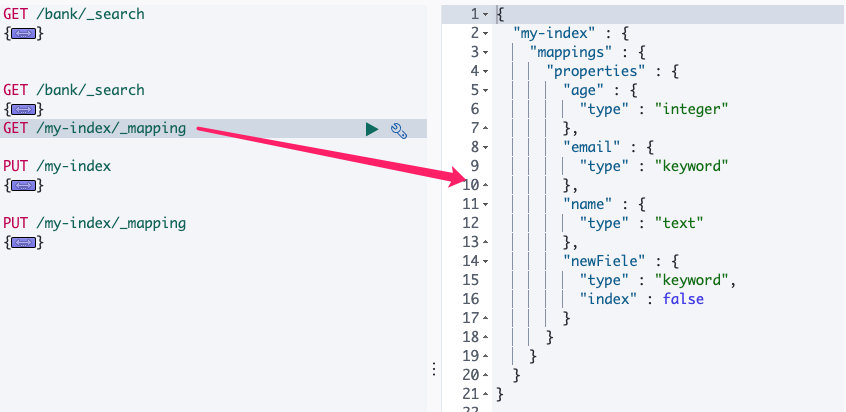 GET /bank/_search
{}
GET /bank/_search
{}
GET /my-index/_mapping
PUT /my-index
{}
PUT /my-index/_mapping
{}
1 {
2 "my-index" : {
3 "mappings" : {
4 "properties" : {
5 "age" : {
6 "type" : "integer"
7 },
8 "email" : {
9 "type" : "keyword"
10 },
11 "name" : {
12 "type" : "text"
13 },
14 "newFiele" : {
15 "type" : "keyword",
16 "index" : false
17 }
18 }
19 }
20 }
21 }
22